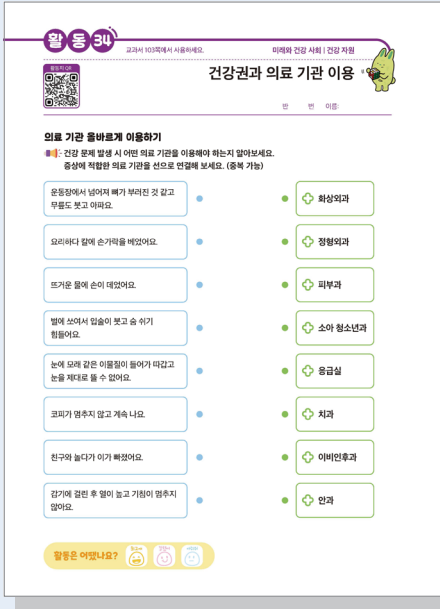 활동34
교과서 103쪽에서 사용하세요.
미래와 건강 사회 | 건강 자원
활동지 QR
건강권과 의료 기관 이용
반 번 이름:
의료 기관 올바르게 이용하기
건강 문제 발생 시 어떤 의료 기관을 이용해야 하는지 알아보세요.
증상에 적합한 의료 기관을 선으로 연결해 보세요. (중복 가능)
운동장에서 넘어져 뼈가 부러진 것 같고
무릎도 붓고 아파요.
화상외과
요리하다 칼에 손가락을 베었어요.
정형외과
뜨거운 물에 손이 데었어요.
피부과
벌에 쏘여서 입술이 붓고 숨 쉬기
힘들어요.
소아 청소년과
눈에 모래 같은 이물질이 들어가 따갑고
눈을 제대로 뜰 수 없어요.
응급실
코피가 멈추지 않고 계속 나요.
치과
친구와 놀다가 이가 빠졌어요.
이비인후과
감기에 걸린 후 열이 높고 기침이 멈추지
않아요.
안과
활동은 어땠나요?